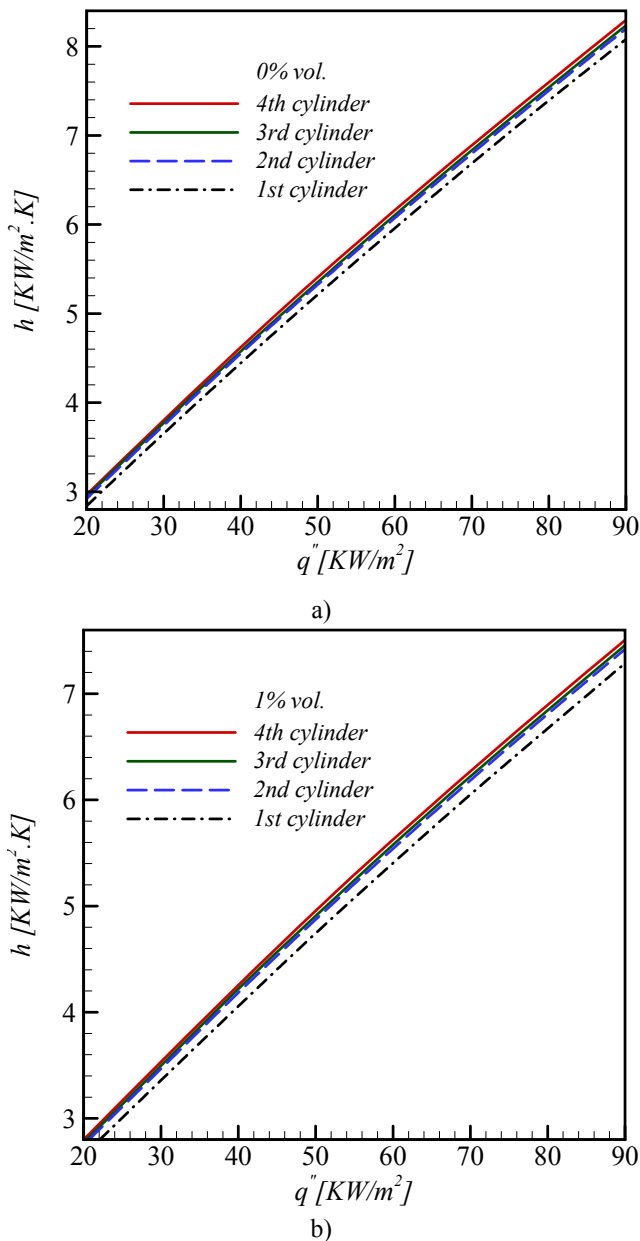 8
7
6
5
4
3
h [KW/m².K]
0% vol.
4th cylinder
3rd cylinder
2nd cylinder
1st cylinder
20 30 40 50 60 70 80 90
q" [KW/m²]
a)
7
6
5
4
3
h [KW/m².K]
1% vol.
4th cylinder
3rd cylinder
2nd cylinder
1st cylinder
20 30 40 50 60 70 80 90
q" [KW/m²]
b)